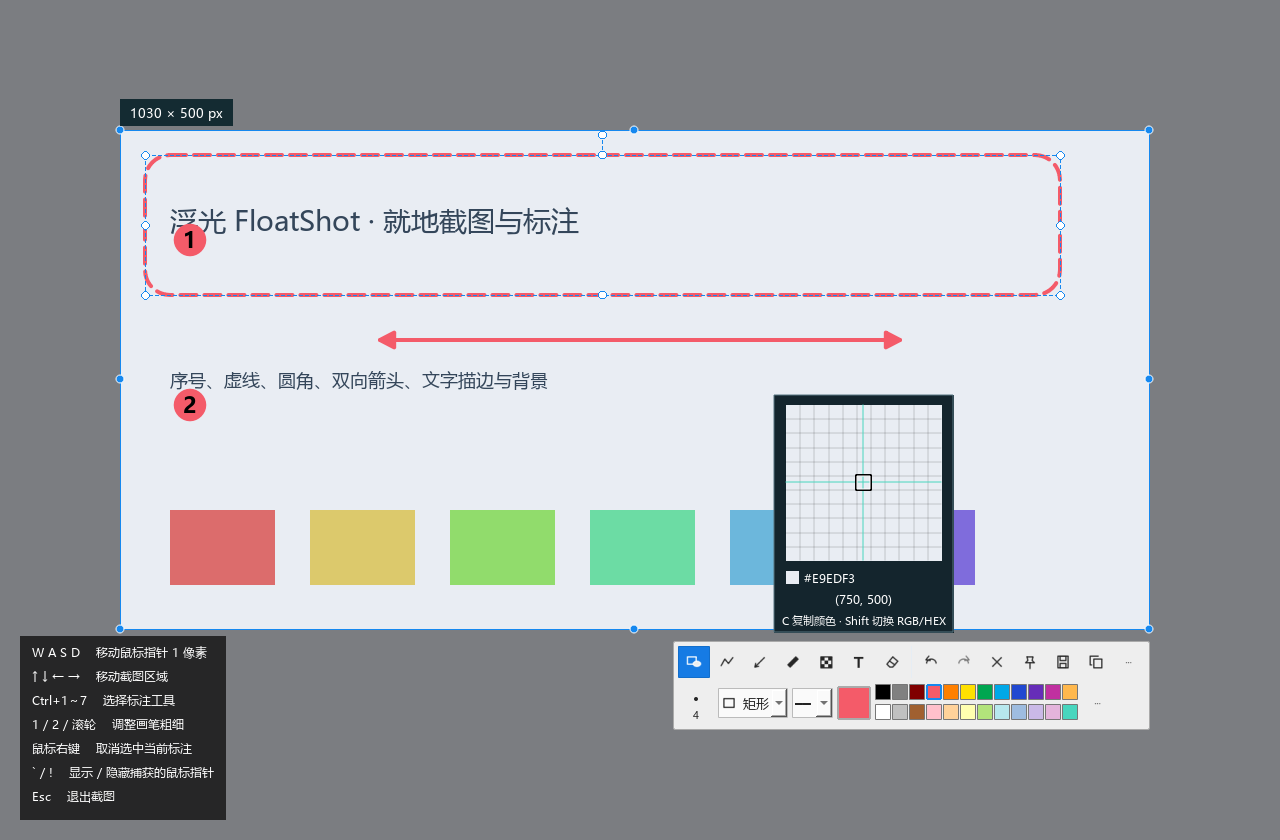 1030 × 500 px
浮光 FloatShot · 就地截图与标注
1
序号、虚线、圆角、双向箭头、文字描边与背景
2
#E9EDF3
(750, 500)
C 复制颜色 · Shift 切换 RGB/HEX
W A S D 移动鼠标指针 1 像素
↑ ↓ ← → 移动截图区域
Ctrl+1 ~ 7 选择标注工具
1 / 2 / 滚轮 调整画笔粗细
鼠标右键 取消选中当前标注
` / ! 显示 / 隐藏捕获的鼠标指针
Esc 退出截图
T
4
矩形